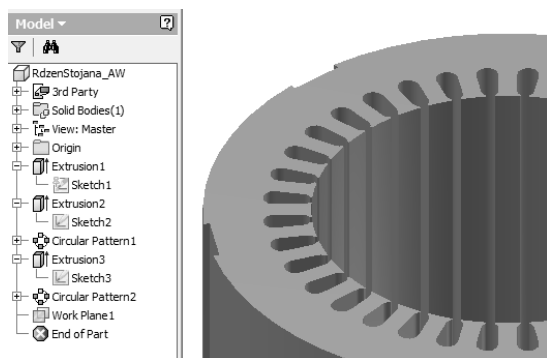 Model
RdzenStojana_AW
3rd Party
Solid Bodies(1)
View: Master
Origin
Extrusion1
Sketch1
Extrusion2
Sketch2
Circular Pattern1
Extrusion3
Sketch3
Circular Pattern2
Work Plane1
End of Part